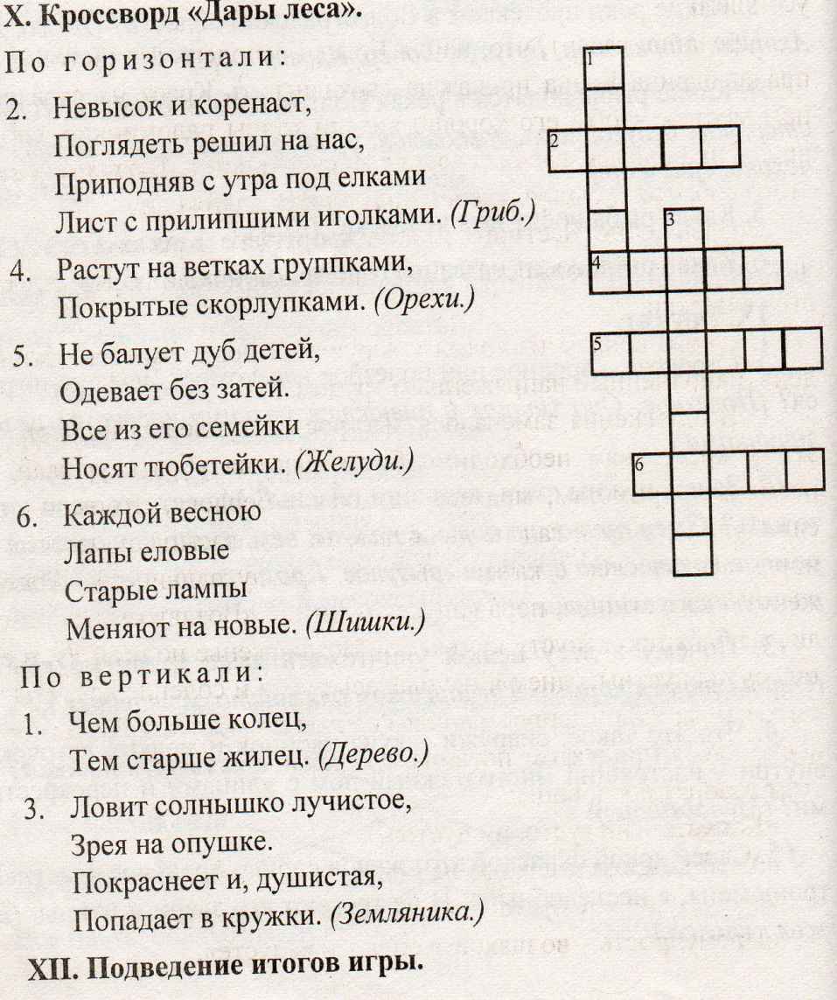 X. Кроссворд «Дары леса».
По горизонтали:
2. Невысок и коренаст,
Поглядеть решил на нас,
Приподняв с утра под елками
Лист с прилипшими иголками. (Гриб.)
4. Растут на ветках группками,
Покрытые скорлупками. (Орехи.)
5. Не балует дуб детей,
Одевает без затей.
Все из его семейки
Носят тюбетейки. (Желуди.)
6. Каждой весною
Лапы еловые
Старые лампы
Меняют на новые. (Шишки.)
По вертикали:
1. Чем больше колец,
Тем старше жилец. (Дерево.)
3. Ловит солнышко лучистое,
Зрея на опушке.
Покраснеет и, душистая,
Попадает в кружки. (Земляника.)
XII. Подведение итогов игры.
1
2
3
4
5
6